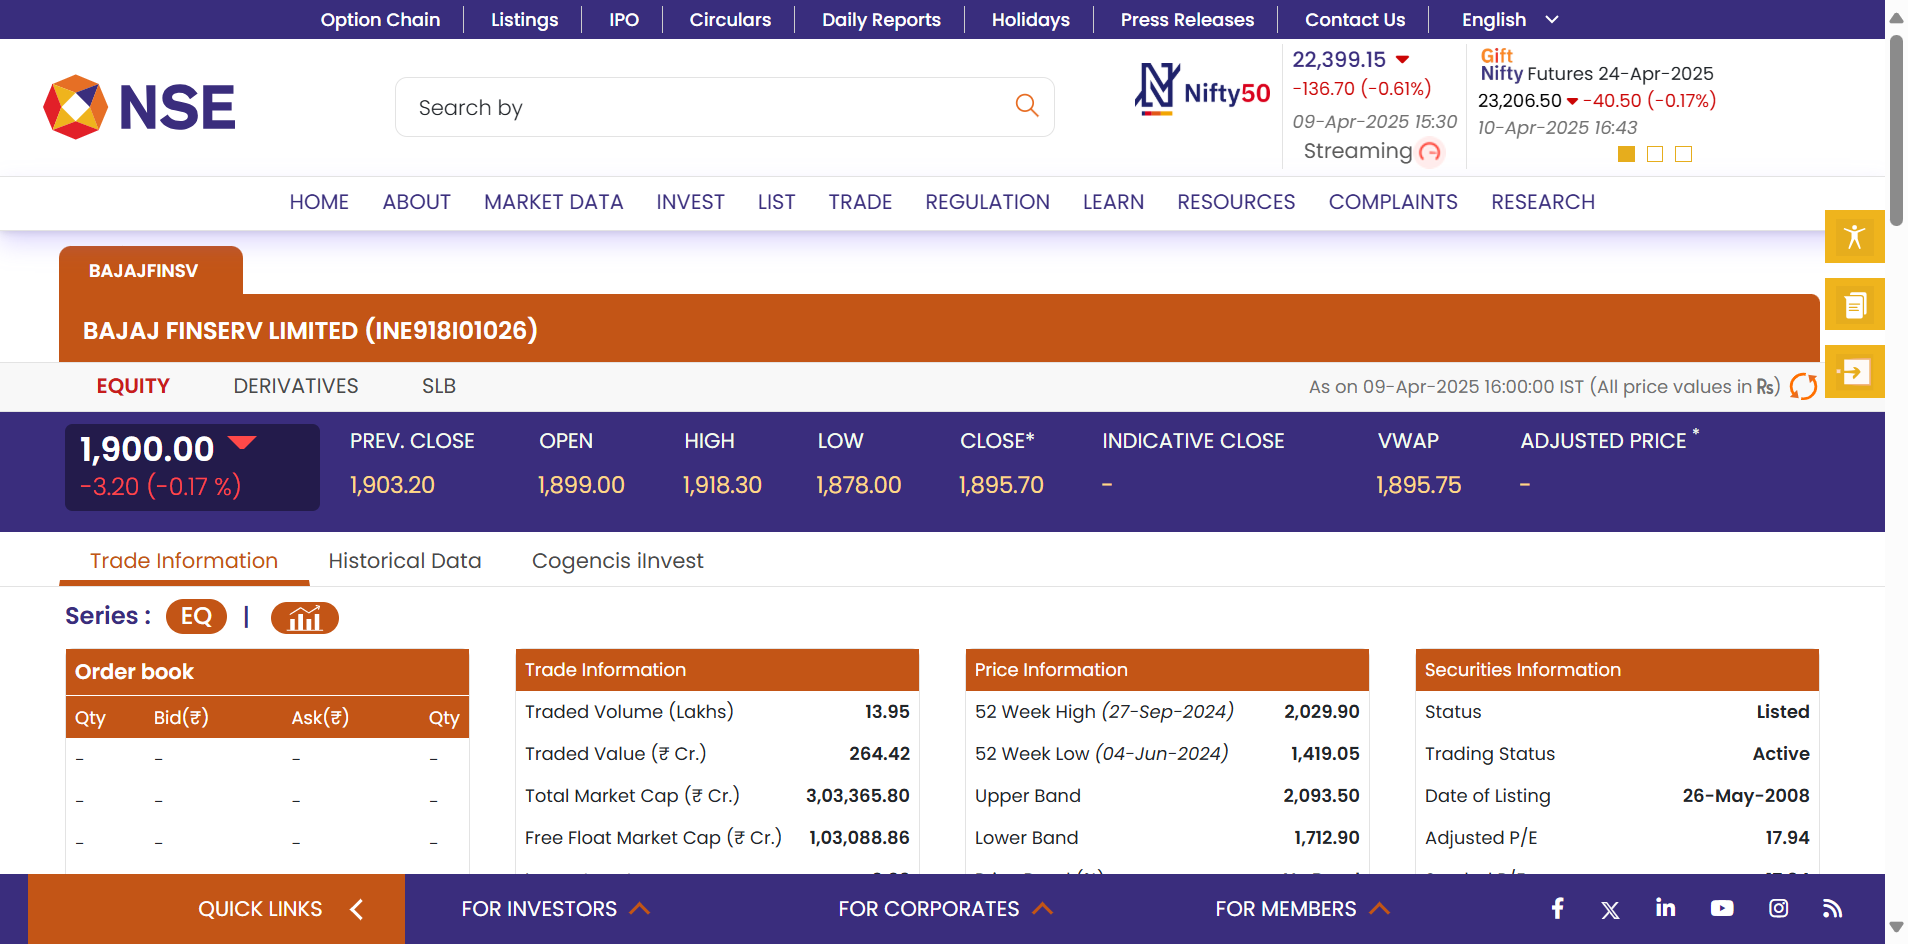 Option Chain
Listings
IPO
Circulars
Daily Reports
Holidays
Press Releases
Contact Us
English
NSE
Search by
Nifty50
22,399.15
-136.70 (-0.61%)
09-Apr-2025 15:30
Streaming
Gift
Nifty Futures 24-Apr-2025
23,206.50 -40.50 (-0.17%)
10-Apr-2025 16:43
HOME
ABOUT
MARKET DATA
INVEST
LIST
TRADE
REGULATION
LEARN
RESOURCES
COMPLAINTS
RESEARCH
BAJAJFINSV
BAJAJ FINSERV LIMITED (INE918I01026)
EQUITY
DERIVATIVES
SLB
As on 09-Apr-2025 16:00:00 IST (All price values in ₨)
1,900.00
-3.20 (-0.17 %)
PREV. CLOSE
1,903.20
OPEN
1,899.00
HIGH
1,918.30
LOW
1,878.00
CLOSE*
1,895.70
INDICATIVE CLOSE
-
VWAP
1,895.75
ADJUSTED PRICE *
-
Trade Information
Historical Data
Cogencis iInvest
Series : EQ |
Order book
Qty Bid(₹) Ask(₹) Qty
- - - -
- - - -
- - - -
Trade Information
Traded Volume (Lakhs) 13.95
Traded Value (₹ Cr.) 264.42
Total Market Cap (₹ Cr.) 3,03,365.80
Free Float Market Cap (₹ Cr.) 1,03,088.86
Price Information
52 Week High (27-Sep-2024) 2,029.90
52 Week Low (04-Jun-2024) 1,419.05
Upper Band 2,093.50
Lower Band 1,712.90
Securities Information
Status Listed
Trading Status Active
Date of Listing 26-May-2008
Adjusted P/E 17.94
QUICK LINKS
FOR INVESTORS
FOR CORPORATES
FOR MEMBERS